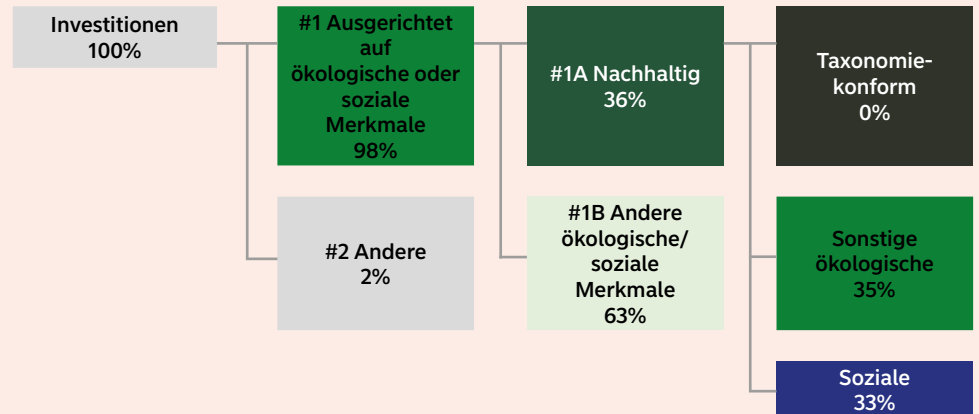 Investitionen
100%
#1 Ausgerichtet
auf
ökologische oder
soziale
Merkmale
98%
#2 Andere
2%
#1A Nachhaltig
36%
#1B Andere
ökologische/
soziale
Merkmale
63%
Taxonomie-
konform
0%
Sonstige
ökologische
35%
Soziale
33%